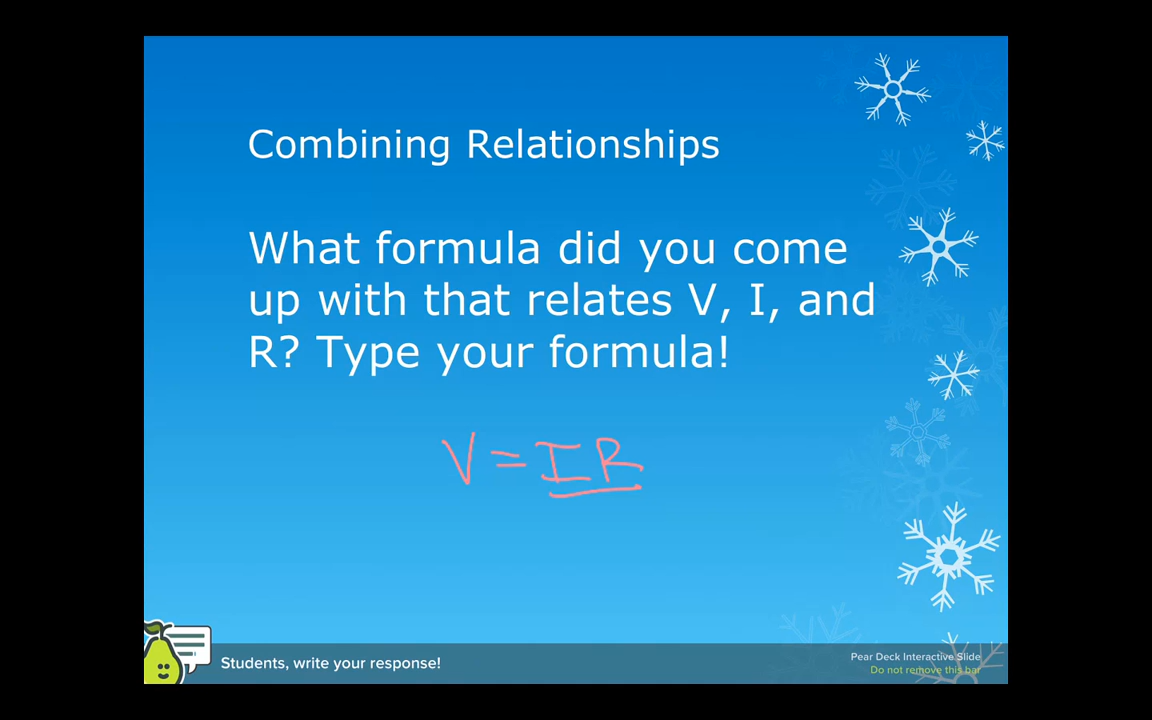 Combining Relationships
What formula did you come
up with that relates V, I, and
R? Type your formula!
V = IR
Students, write your response!
Pear Deck Interactive Slide
Do not remove this bar